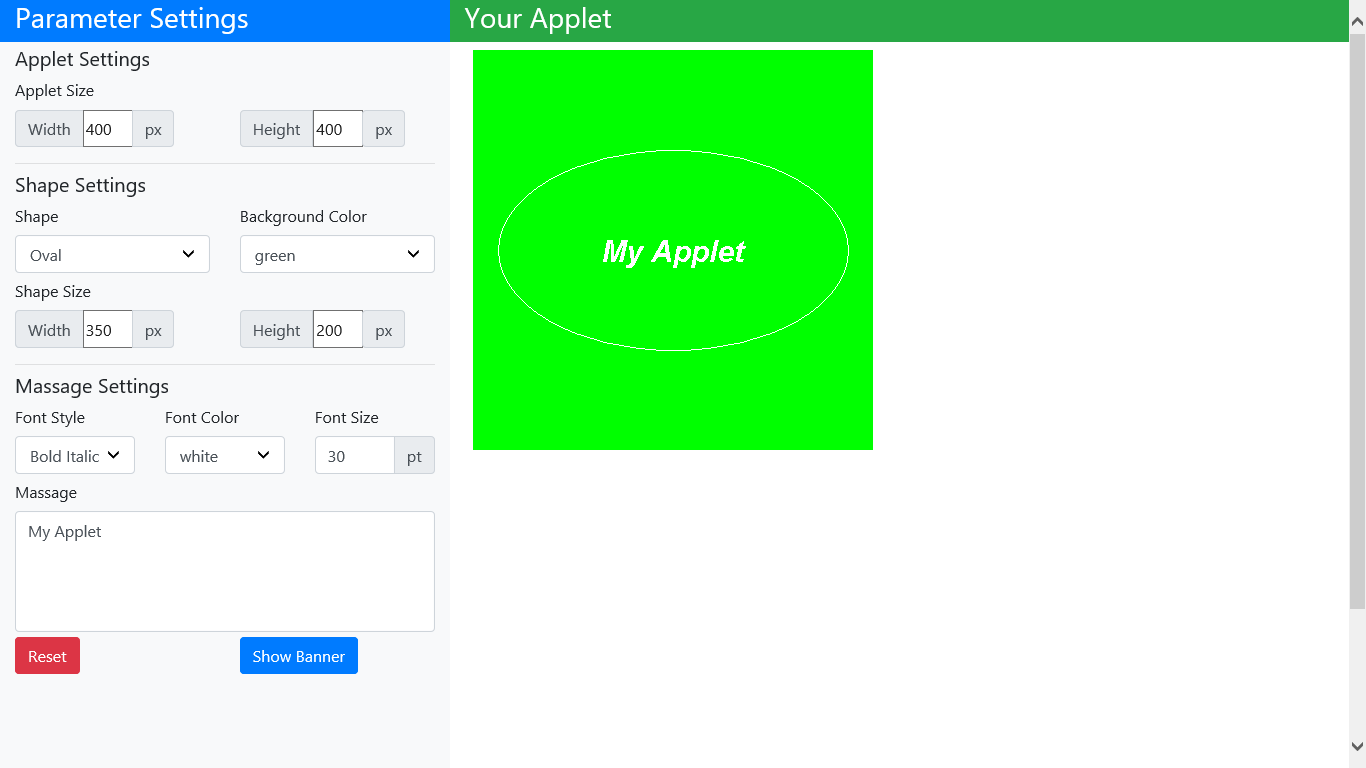 Parameter Settings
Your Applet
Applet Settings
Applet Size
Width 400 px Height 400 px
Shape Settings
Shape Background Color
Oval green
Shape Size
Width 350 px Height 200 px
Massage Settings
Font Style Font Color Font Size
Bold Italic white 30 pt
Massage
My Applet
Reset Show Banner
My Applet